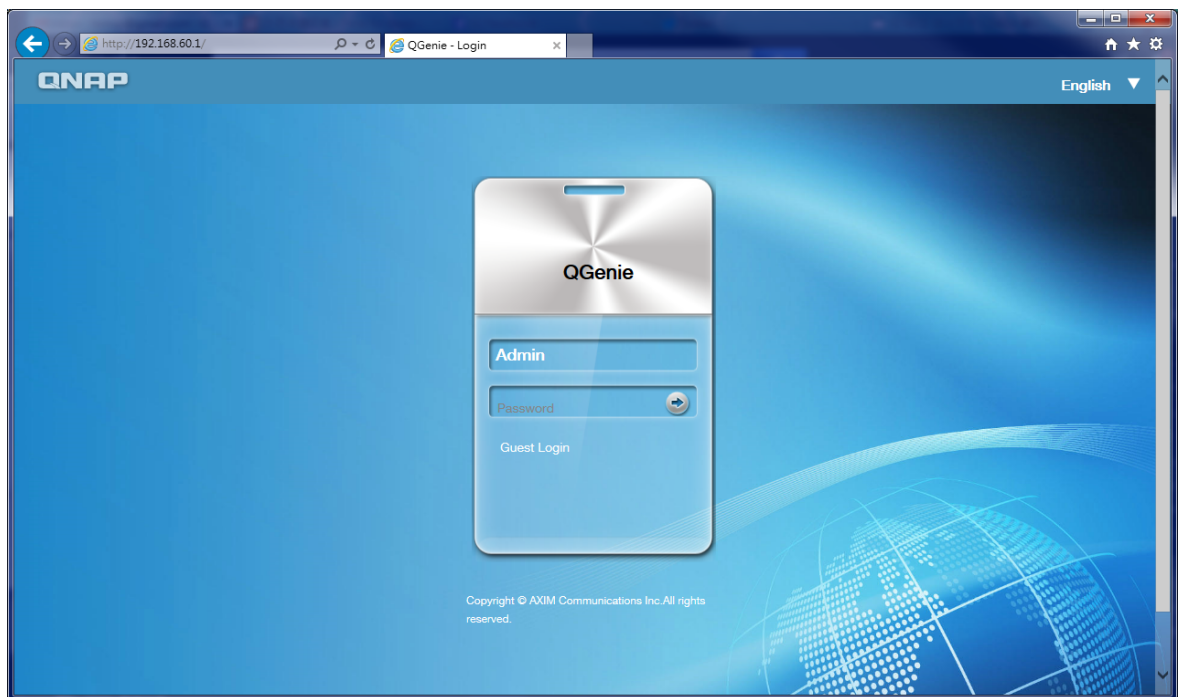 http://192.168.60.1/
QGenie - Login
QNAP
English
QGenie
Admin
Password
Guest Login
Copyright © AXIM Communications Inc.All rights
reserved.